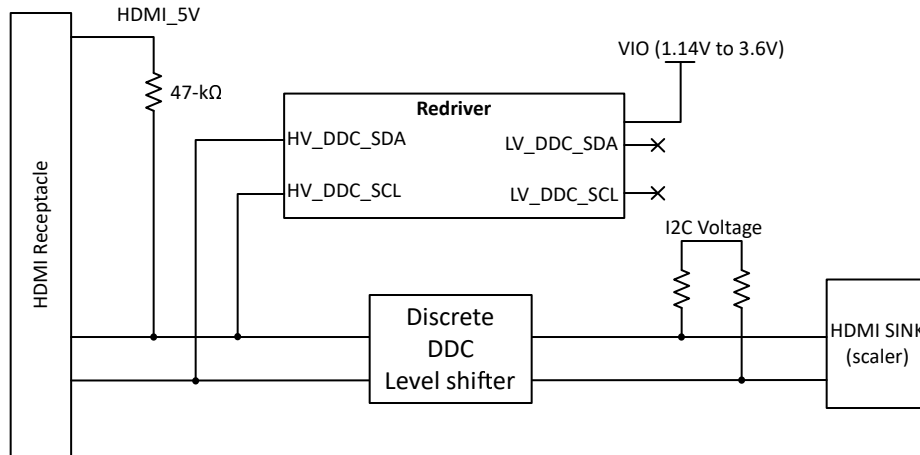 HDMI_5V
VIO (1.14V to 3.6V)
47-kΩ
Redriver
HV_DDC_SDA
LV_DDC_SDA
HV_DDC_SCL
LV_DDC_SCL
I2C Voltage
HDMI Receptacle
Discrete
DDC
Level shifter
HDMI SINK
(scaler)